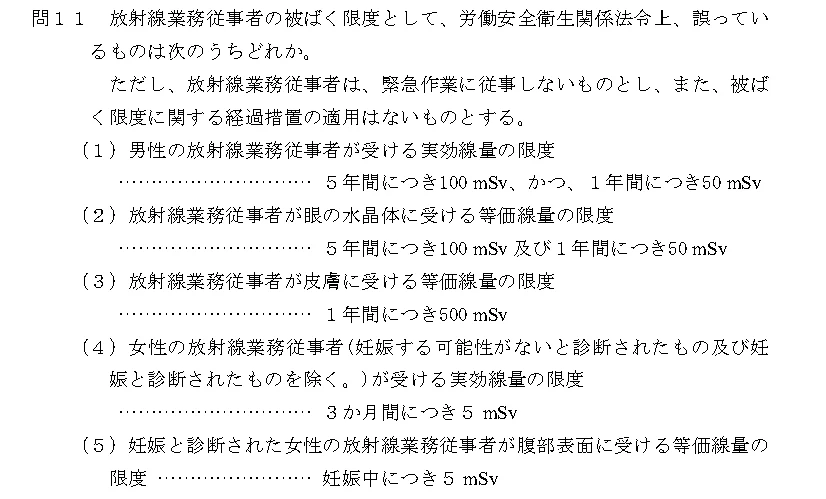 問１１　放射線業務従事者の被ばく限度として、労働安全衛生関係法令上、誤ってい
るものは次のうちどれか。
ただし、放射線業務従事者は、緊急作業に従事しないものとし、また、被ば
く限度に関する経過措置の適用はないものとする。
（１）男性の放射線業務従事者が受ける実効線量の限度
………………………… ５年間につき100 mSv、かつ、１年間につき50 mSv
（２）放射線業務従事者が眼の水晶体に受ける等価線量の限度
………………………… ５年間につき100 mSv 及び１年間につき50 mSv
（３）放射線業務従事者が皮膚に受ける等価線量の限度
………………………… １年間につき500 mSv
（４）女性の放射線業務従事者(妊娠する可能性がないと診断されたもの及び妊
娠と診断されたものを除く。)が受ける実効線量の限度
………………………… ３か月間につき５ mSv
（５）妊娠と診断された女性の放射線業務従事者が腹部表面に受ける等価線量の
限度 …………………… 妊娠中につき５ mSv